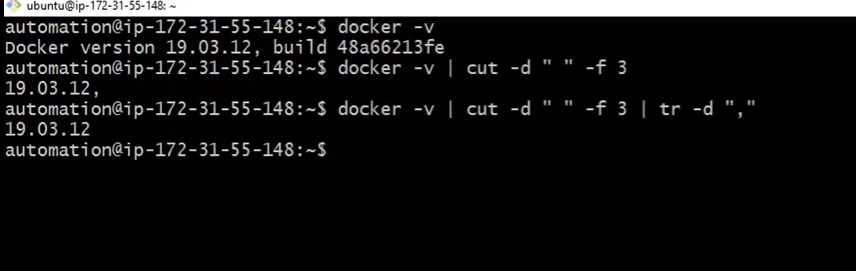 ubuntu@ip-172-31-55-148: ~
automation@ip-172-31-55-148:~$ docker -v
Docker version 19.03.12, build 48a66213fe
automation@ip-172-31-55-148:~$ docker -v | cut -d " " -f 3
19.03.12,
automation@ip-172-31-55-148:~$ docker -v | cut -d " " -f 3 | tr -d ","
19.03.12
automation@ip-172-31-55-148:~$